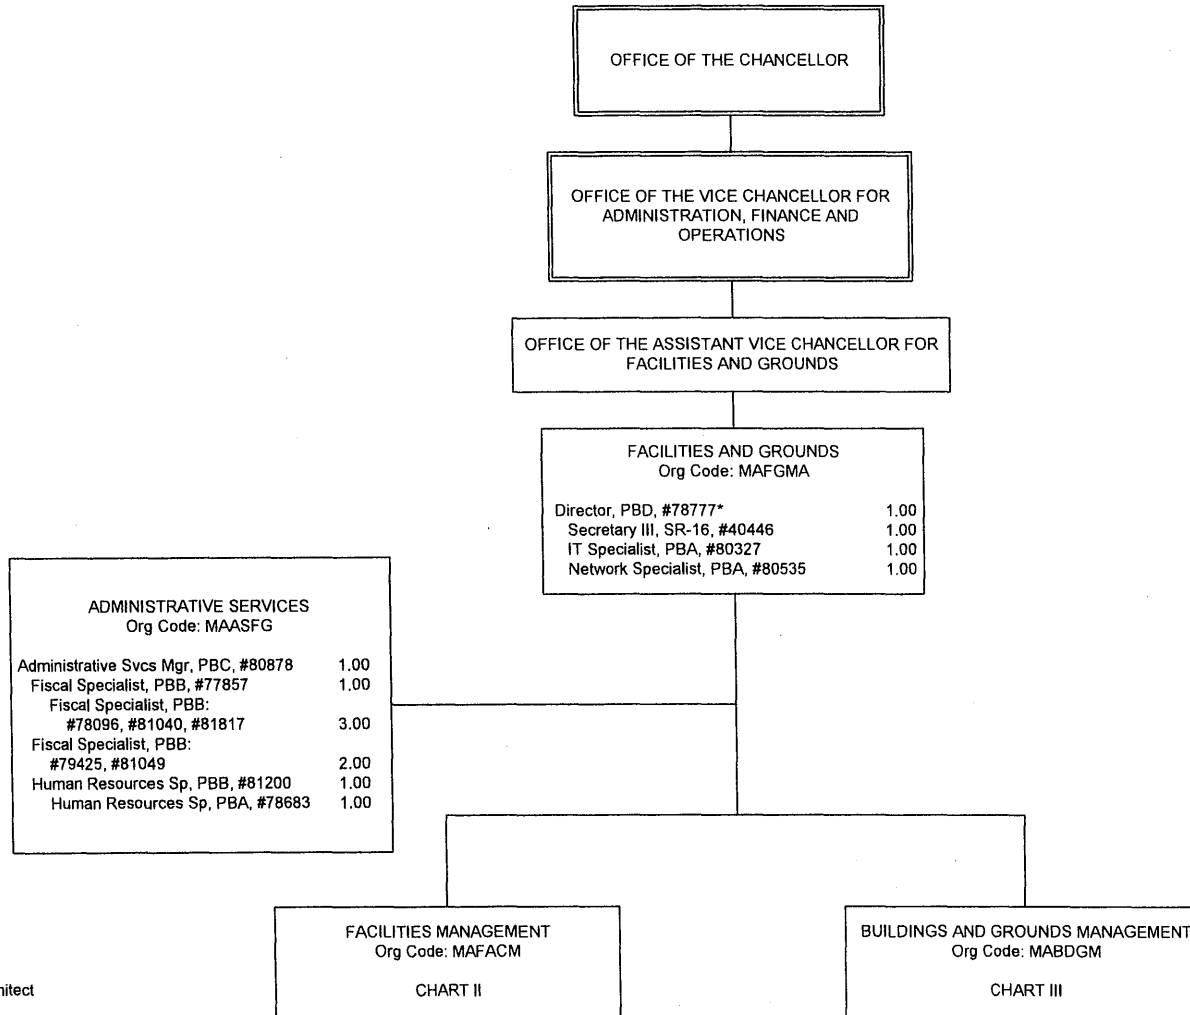 OFFICE OF THE CHANCELLOR
OFFICE OF THE VICE CHANCELLOR FOR
ADMINISTRATION, FINANCE AND
OPERATIONS
OFFICE OF THE ASSISTANT VICE CHANCELLOR FOR
FACILITIES AND GROUNDS
FACILITIES AND GROUNDS
Org Code: MAFGMA
Director, PBD, #78777* 1.00
Secretary III, SR-16, #40446 1.00
IT Specialist, PBA, #80327 1.00
Network Specialist, PBA, #80535 1.00
ADMINISTRATIVE SERVICES
Org Code: MAASFG
Administrative Svcs Mgr, PBC, #80878 1.00
Fiscal Specialist, PBB, #77857 1.00
Fiscal Specialist, PBB:
#78096, #81040, #81817 3.00
Fiscal Specialist, PBB:
#79425, #81049 2.00
Human Resources Sp, PBB, #81200 1.00
Human Resources Sp, PBA, #78683 1.00
FACILITIES MANAGEMENT
Org Code: MAFACM
CHART II
BUILDINGS AND GROUNDS MANAGEMENT
Org Code: MABDGM
CHART III